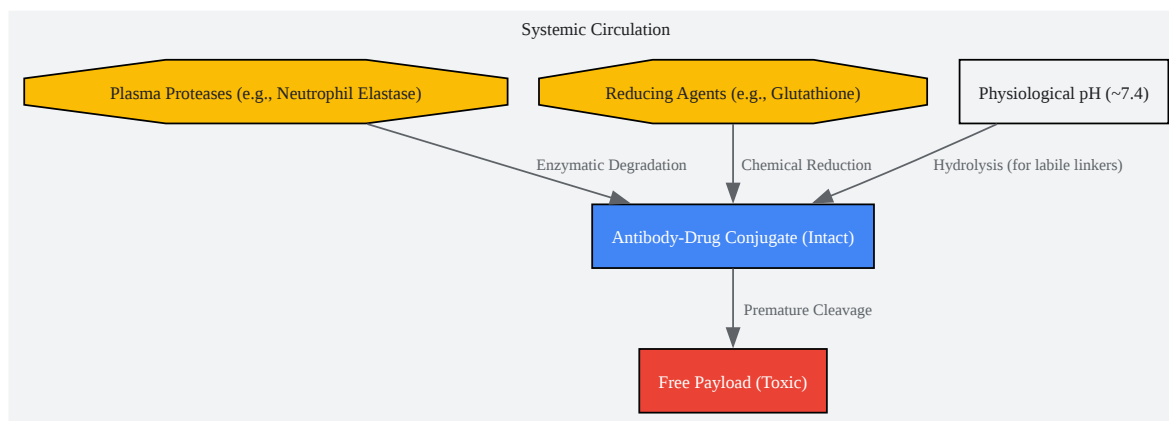 Systemic Circulation
Plasma Proteases (e.g., Neutrophil Elastase)
Reducing Agents (e.g., Glutathione)
Physiological pH (~7.4)
Enzymatic Degradation
Chemical Reduction
Hydrolysis (for labile linkers)
Antibody-Drug Conjugate (Intact)
Premature Cleavage
Free Payload (Toxic)